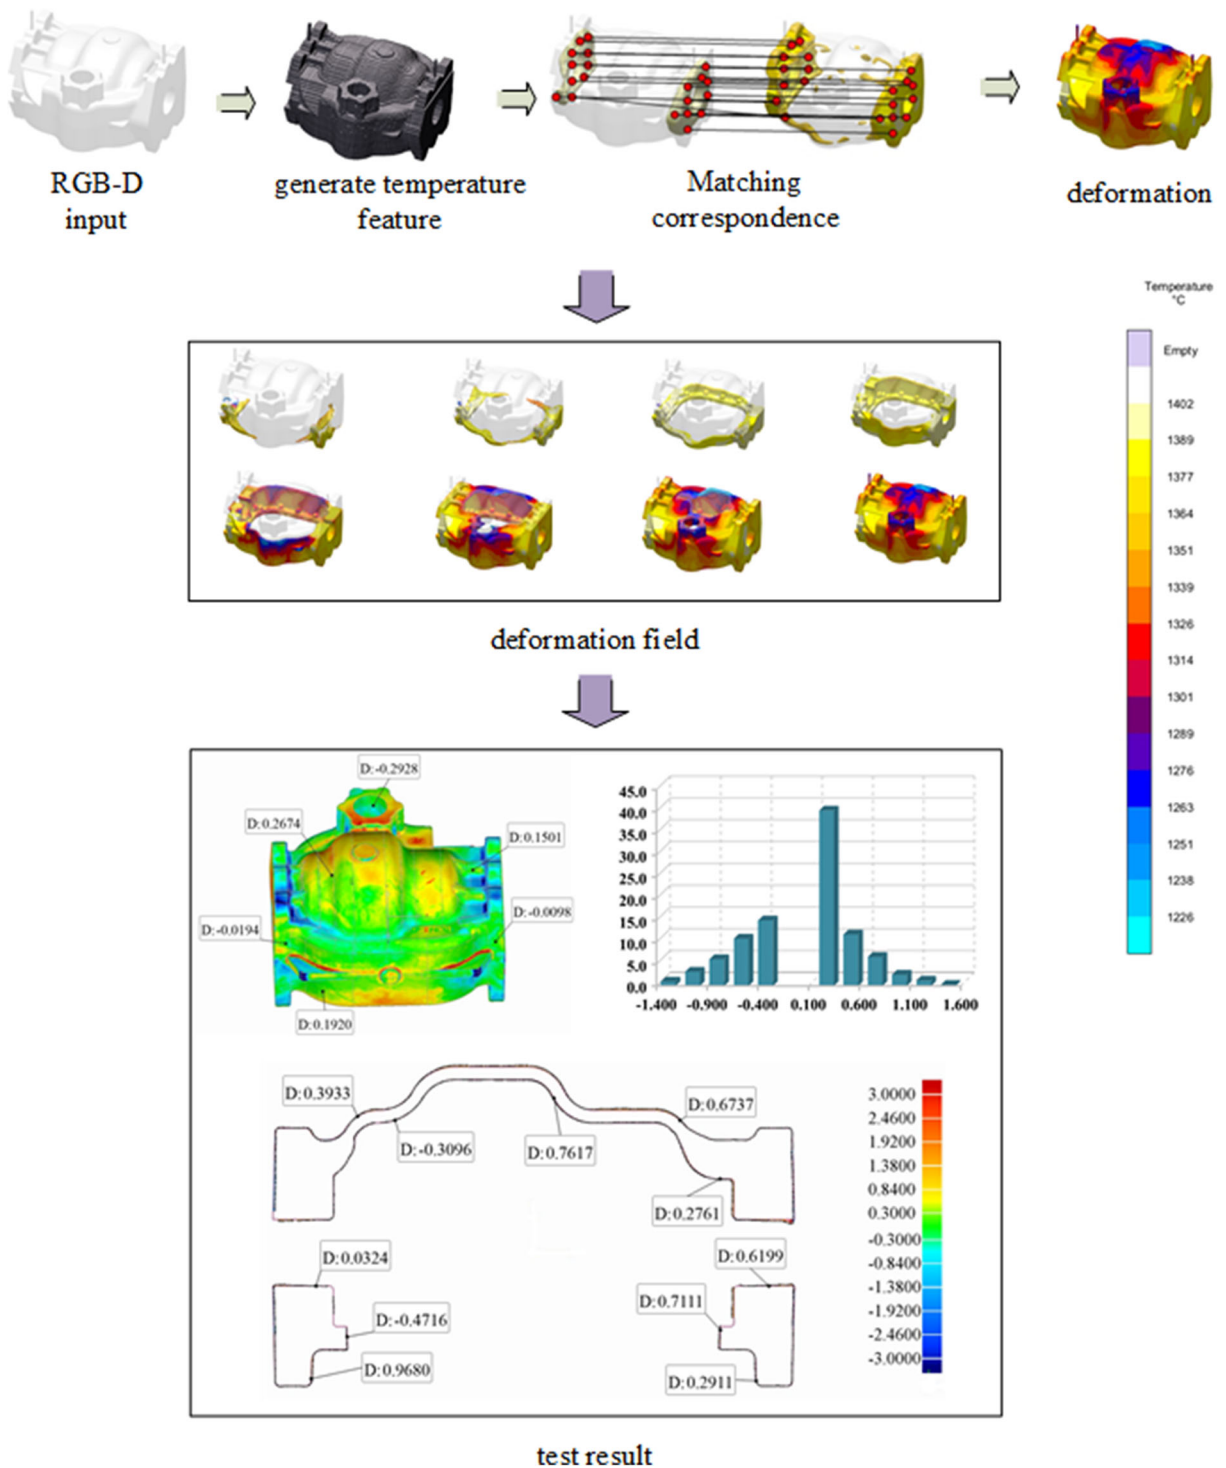 RGB-D
input
generate temperature
feature
Matching
correspondence
deformation
Temperature
°C
Empty
1402
1389
1377
1364
1351
1339
1326
1314
1301
1289
1276
1263
1251
1238
1226
deformation field
D:-0.2928
D:0.2674
D:0.1501
D:-0.0194
D:-0.0098
D:0.1920
45.0
40.0
35.0
30.0
25.0
20.0
15.0
10.0
5.0
0.0
-1.400 -0.900 -0.400 0.100 0.600 1.100 1.600
D:0.3933
D:-0.3096
D:0.7617
D:0.6737
D:0.2761
D:0.0324
D:-0.4716
D:0.9680
D:0.6199
D:0.7111
D:0.2911
3.0000
2.4600
1.9200
1.3800
0.8400
0.3000
-0.3000
-0.8400
-1.3800
-1.9200
-2.4600
-3.0000
test result